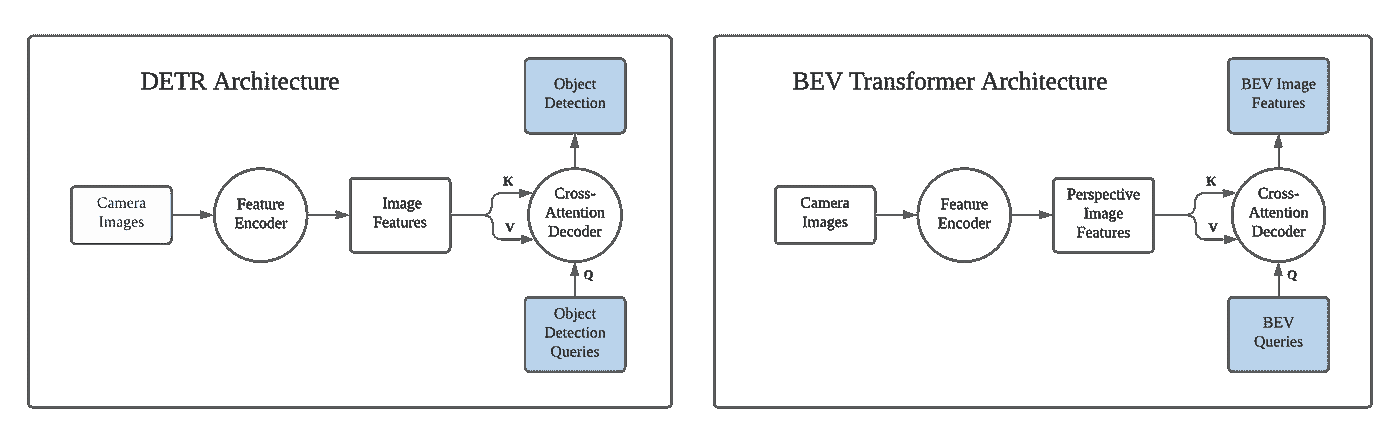 DETR Architecture
Object
Detection
Camera
Images
Feature
Encoder
Image
Features
K
V
Cross-
Attention
Decoder
Q
Object
Detection
Queries
BEV Transformer Architecture
BEV Image
Features
Camera
Images
Feature
Encoder
Perspective
Image
Features
K
V
Cross-
Attention
Decoder
Q
BEV
Queries